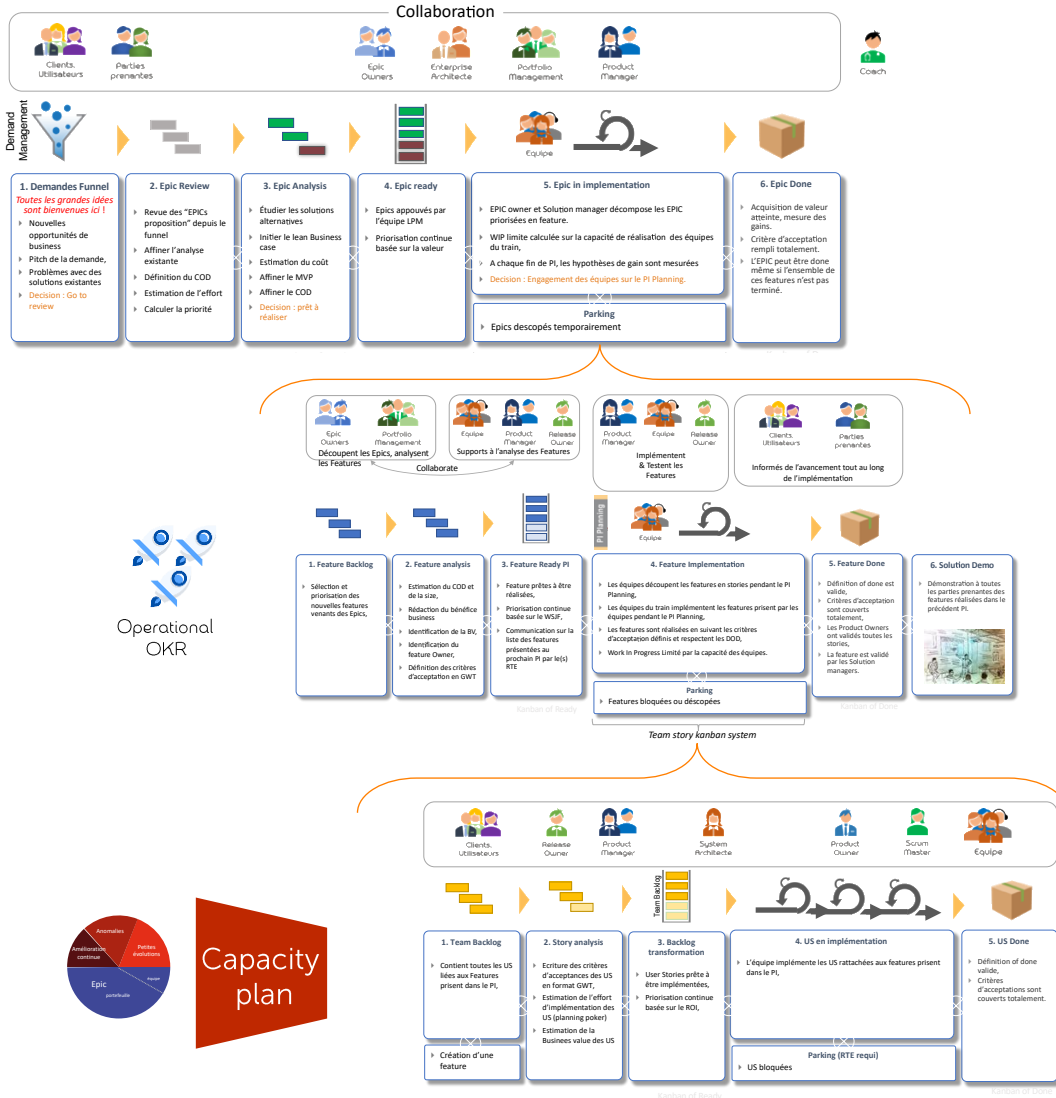 Collaboration
Clients,
Utilisateurs
Parties
prenantes
Epic
Owners
Enterprise
Architecte
Portfolio
Management
Product
Manager
Coach
Demand
Management
Equipe
1. Demandes Funnel
Toutes les grandes idées
sont bienvenues ici !
Nouvelles
opportunités de
business
Pitch de la demande,
Problèmes avec des
solutions existantes
Decision : Go to
review
2. Epic Review
Revue des "EPICs
proposition" depuis le
funnel
Affiner l'analyse
existante
Définition du COD
Estimation de l'effort
Calculer la priorité
3. Epic Analysis
Étudier les solutions
alternatives
Initier le lean Business
case
Estimation du coût
Affiner le MVP
Affiner le COD
Decision : prêt à
réaliser
4. Epic ready
Epics appouvés par
l'équipe LPM
Priorisation continue
basée sur la valeur
5. Epic in implementation
EPIC owner et Solution manager décompose les EPIC
priorisées en feature.
WIP limite calculée sur la capacité de réalisation des équipes
du train,
A chaque fin de PI, les hypothèses de gain sont mesurées
Decision : Engagement des équipes sur le PI Planning.
Parking
Epics descopés temporairement
6. Epic Done
Acquisition de valeur
atteinte, mesure des
gains.
Critère d'acceptation
rempli totalement.
L'EPIC peut être done
même si l'ensemble de
ces features n'est pas
terminé.
Epic
Owners
Portfolio
Management
Découpent les Epics, analysent
les Features
Equipe
Product
Manager
Release
Owner
Supports à l'analyse des Features
Collaborate
Product
Manager
Equipe
Release
Owner
Implémentent
& Testent les
Features
Clients,
Utilisateurs
Parties
prenantes
Informés de l'avancement tout au long
de l'implémentation
PI Planning
Equipe
Operational
OKR
1. Feature Backlog
Sélection et
priorisation des
nouvelles features
venants des Epics,
2. Feature analysis
Estimation du COD et
de la size,
Rédaction du bénéfice
business
Identification de la BV,
Identification du
feature Owner,
Définition des critères
d'acceptation en GWT
3. Feature Ready PI
Feature prêtes à être
réalisées,
Priorisation continue
basée sur le WSJF,
Communication sur la
liste des features
présentées au
prochain PI par le(s)
RTE
4. Feature Implementation
Les équipes découpent les features en stories pendant le PI
Planning,
Les équipes du train implémentent les features prisent par les
équipes pendant le PI Planning,
Les features sont réalisées en suivant les critères
d'acceptation définis et respectent les DOD,
Work In Progress Limité par la capacité des équipes.
Parking
Features bloquées ou déscopées
5. Feature Done
Définition of done est
valide,
Critères d'acceptation
sont couverts
totalement,
Les Product Owners
ont validés toutes les
stories,
La feature est validé
par les Solution
managers.
6. Solution Demo
Démonstration à toutes
les parties prenantes des
features réalisées dans le
précédent PI.
Kanban of Ready
Kanban of Done
Team story kanban system
Clients,
Utilisateurs
Release
Owner
Product
Manager
System
Architecte
Product
Owner
Scrum
Master
Equipe
Team Backlog
Anomalies
Amélioration
continue
Petites
évolutions
équipe
Epic
portefeuille
Capacity
plan
1. Team Backlog
Contient toutes les US
liées aux Features
prisent dans le PI,
Création d'une
feature
2. Story analysis
Ecriture des critères
d'acceptances des US
en format GWT,
Estimation de l'effort
d'implémentation des
US (planning poker)
Estimation de la
Businees value des US
3. Backlog
transformation
User Stories prête à
être implémentées,
Priorisation continue
basée sur le ROI,
4. US en implémentation
L'équipe implémente les US rattachées aux features prisent
dans le PI,
Parking (RTE requi)
US bloquées
5. US Done
Définition of done
valide,
Critères
d'acceptations sont
couverts totalement.
Kanban of Ready
Kanban of Done